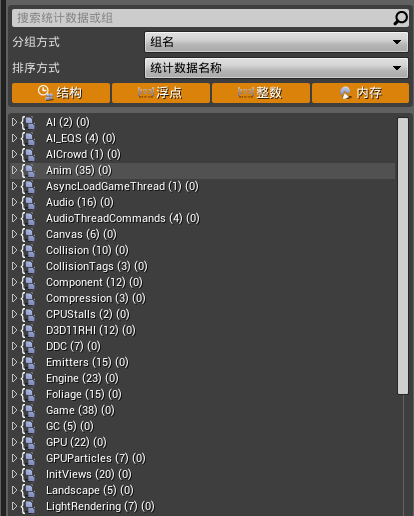 搜索统计数据或组
分组方式 组名
排序方式 统计数据名称
结构 浮点 整数 内存
AI (2) (0)
AI_EQS (4) (0)
AICrowd (1) (0)
Anim (35) (0)
AsyncLoadGameThread (1) (0)
Audio (16) (0)
AudioThreadCommands (4) (0)
Canvas (6) (0)
Collision (10) (0)
CollisionTags (3) (0)
Component (12) (0)
Compression (3) (0)
CPUStalls (2) (0)
D3D11RHI (12) (0)
DDC (7) (0)
Emitters (15) (0)
Engine (23) (0)
Foliage (15) (0)
Game (38) (0)
GC (5) (0)
GPU (22) (0)
GPUParticles (7) (0)
InitViews (20) (0)
Landscape (5) (0)
LightRendering (7) (0)